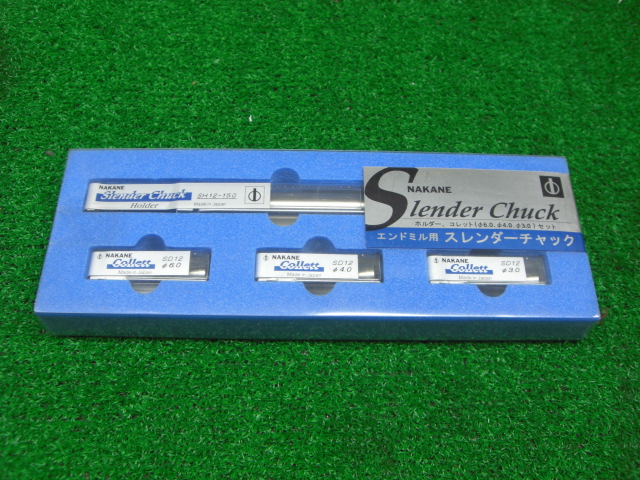 NAKANE
Slender Chuck
Holder
SH12-150
Made in Japan
NAKANE
Slender Chuck
ホルダー、コレット(φ6.0, φ4.0, φ3.0)セット
エンドミル用 スレンダーチャック
NAKANE
Collett
SD12
φ6.0
Made in Japan
NAKANE
Collett
SD12
φ4.0
Made in Japan
NAKANE
Collett
SD12
φ3.0
Made in Japan